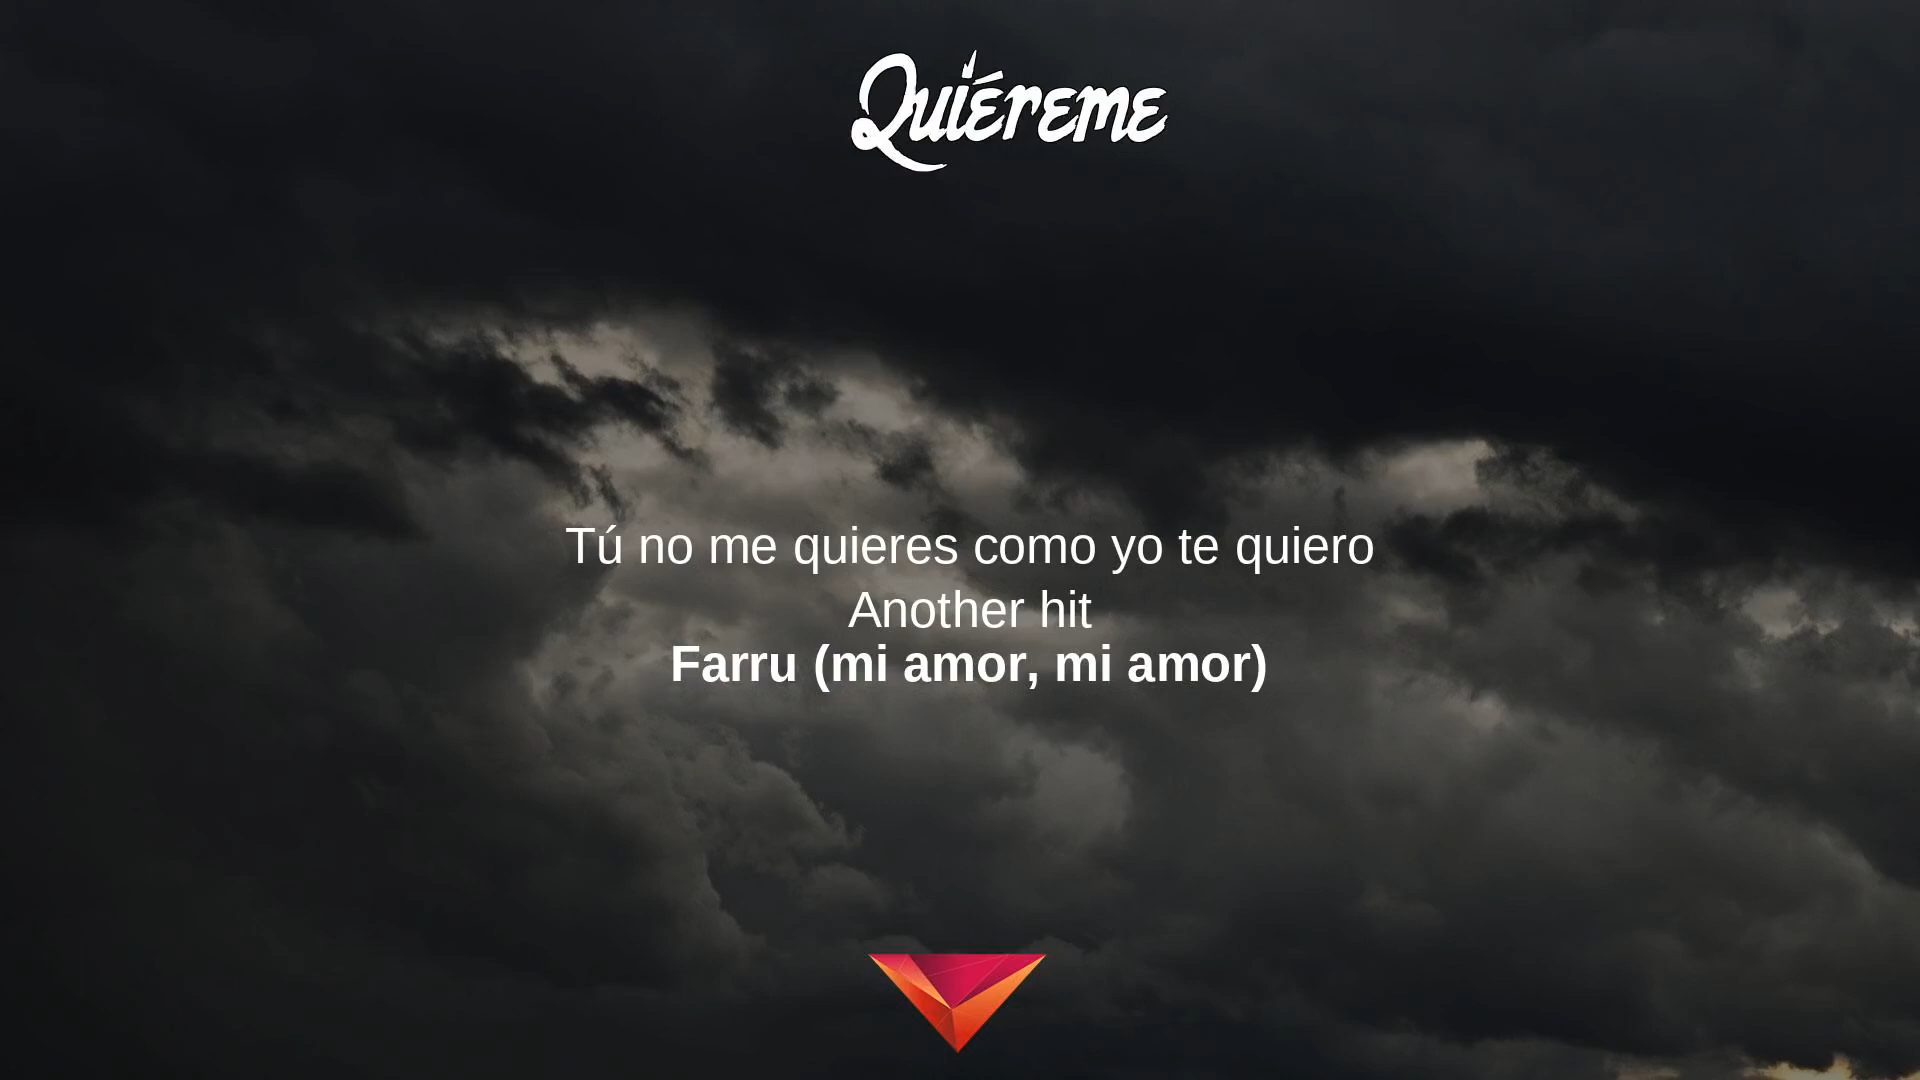 Quiéreme
Tú no me quieres como yo te quiero
Another hit
Farru (mi amor, mi amor)